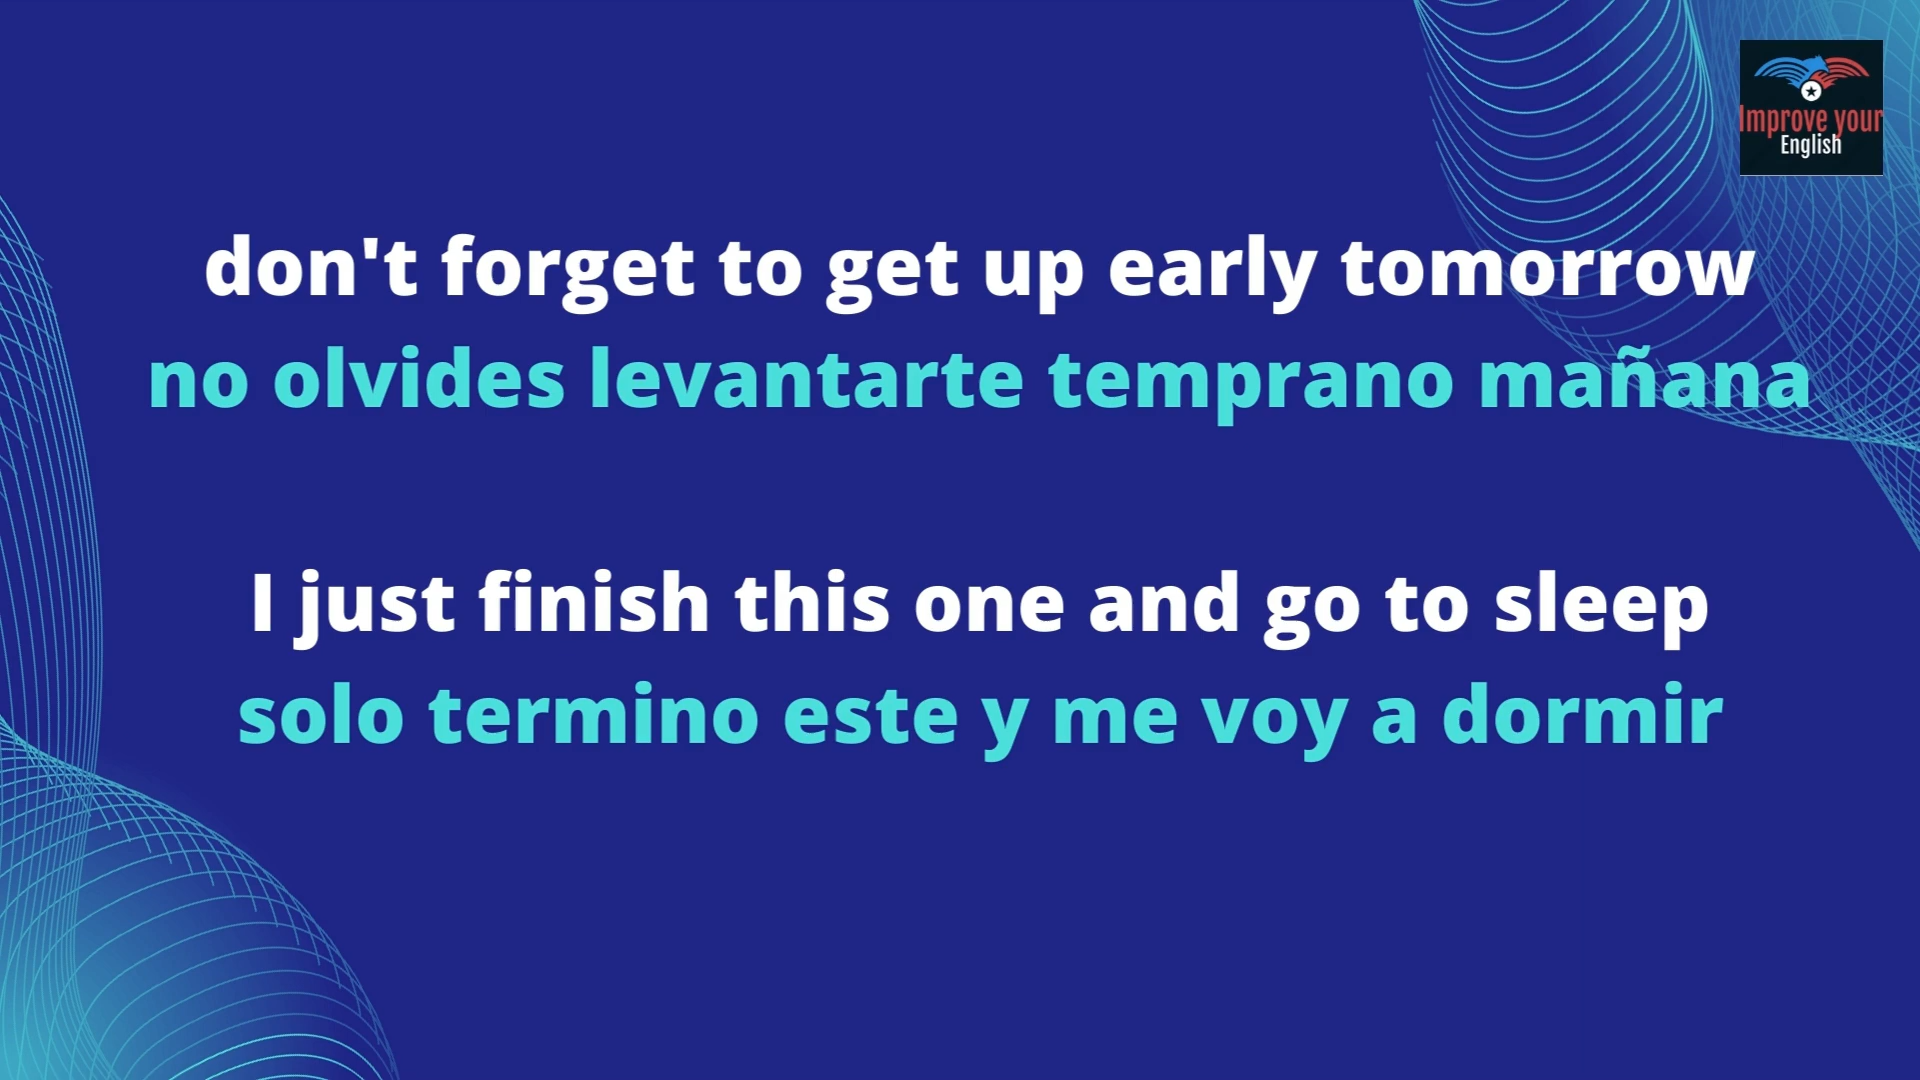 Improve your
English
don't forget to get up early tomorrow
no olvides levantarte temprano mañana
I just finish this one and go to sleep
solo termino este y me voy a dormir